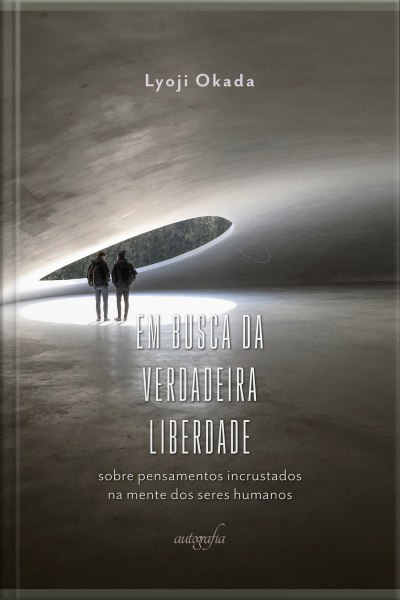 Lyoji Okada
EM BUSCA DA
VERDADEIRA
LIBERDADE
sobre pensamentos incrustados
na mente dos seres humanos
autografia